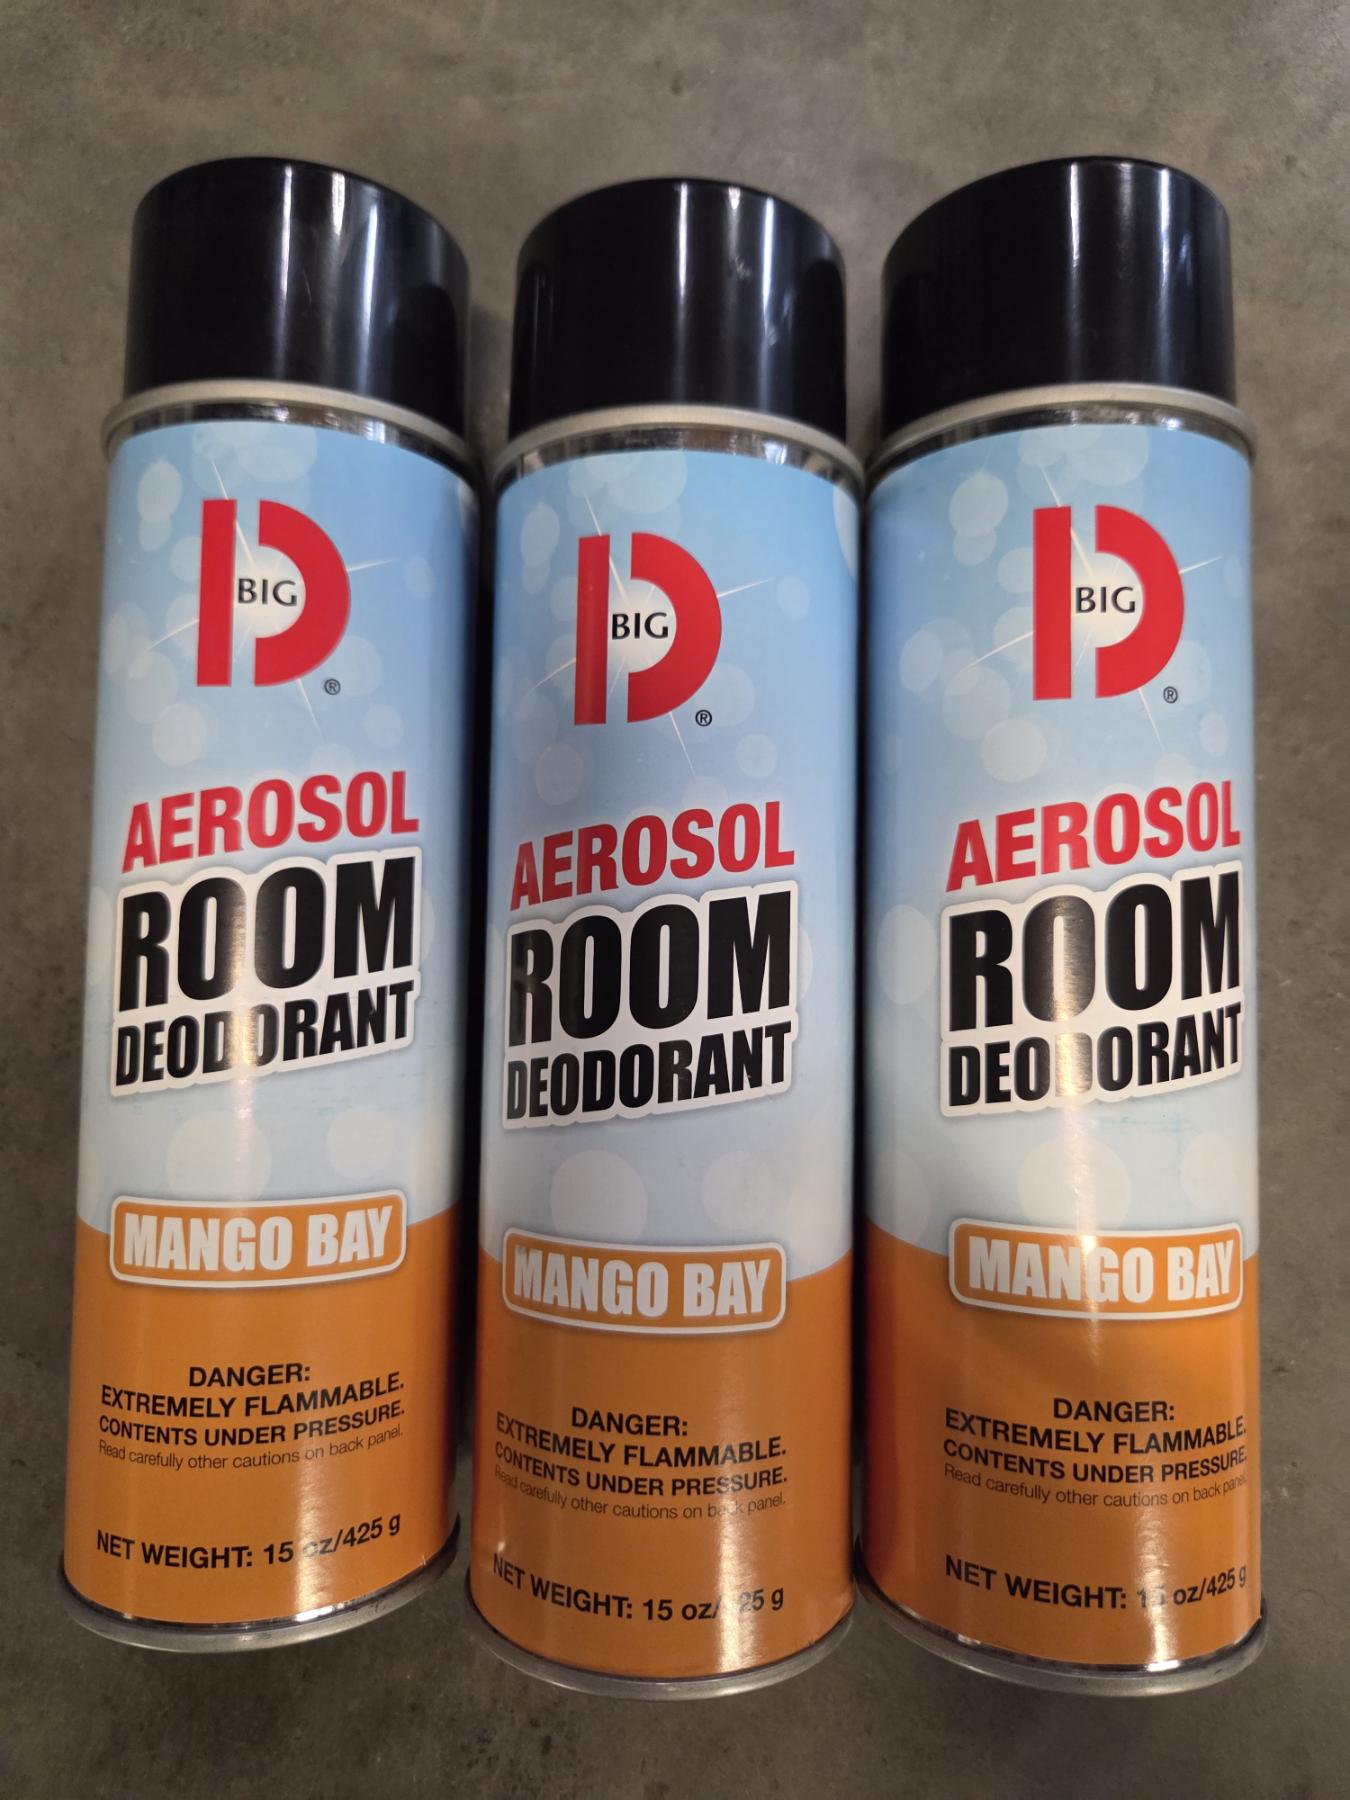 BIG D®
AEROSOL
ROOM
DEODORANT
MANGO BAY
DANGER:
EXTREMELY FLAMMABLE.
CONTENTS UNDER PRESSURE.
Read carefully other cautions on back panel.
NET WEIGHT: 15 oz/425 g
BIG D®
AEROSOL
ROOM
DEODORANT
MANGO BAY
DANGER:
EXTREMELY FLAMMABLE.
CONTENTS UNDER PRESSURE.
Read carefully other cautions on back panel.
NET WEIGHT: 15 oz/425 g
BIG D®
AEROSOL
ROOM
DEODORANT
MANGO BAY
DANGER:
EXTREMELY FLAMMABLE.
CONTENTS UNDER PRESSURE.
Read carefully other cautions on back panel.
NET WEIGHT: 15 oz/425 g